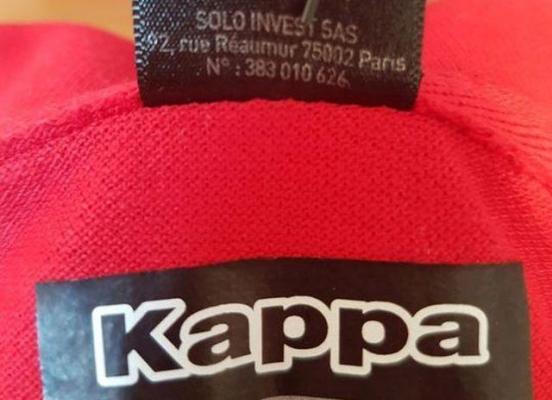 SOLO INVEST SAS
92, rue Réaumur 75002 Paris
N° : 383 010 626
Kappa